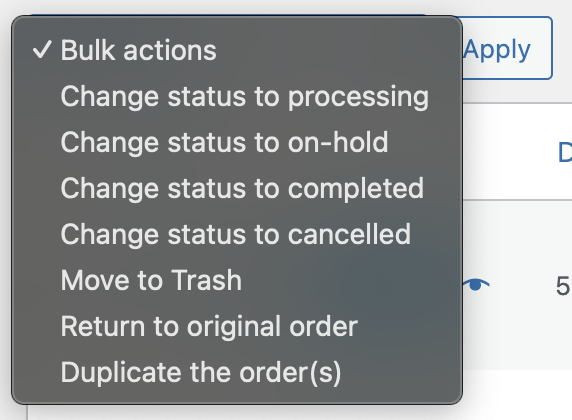 Bulk actions
Apply
Change status to processing
Change status to on-hold
Change status to completed
Change status to cancelled
Move to Trash
Return to original order
Duplicate the order(s)